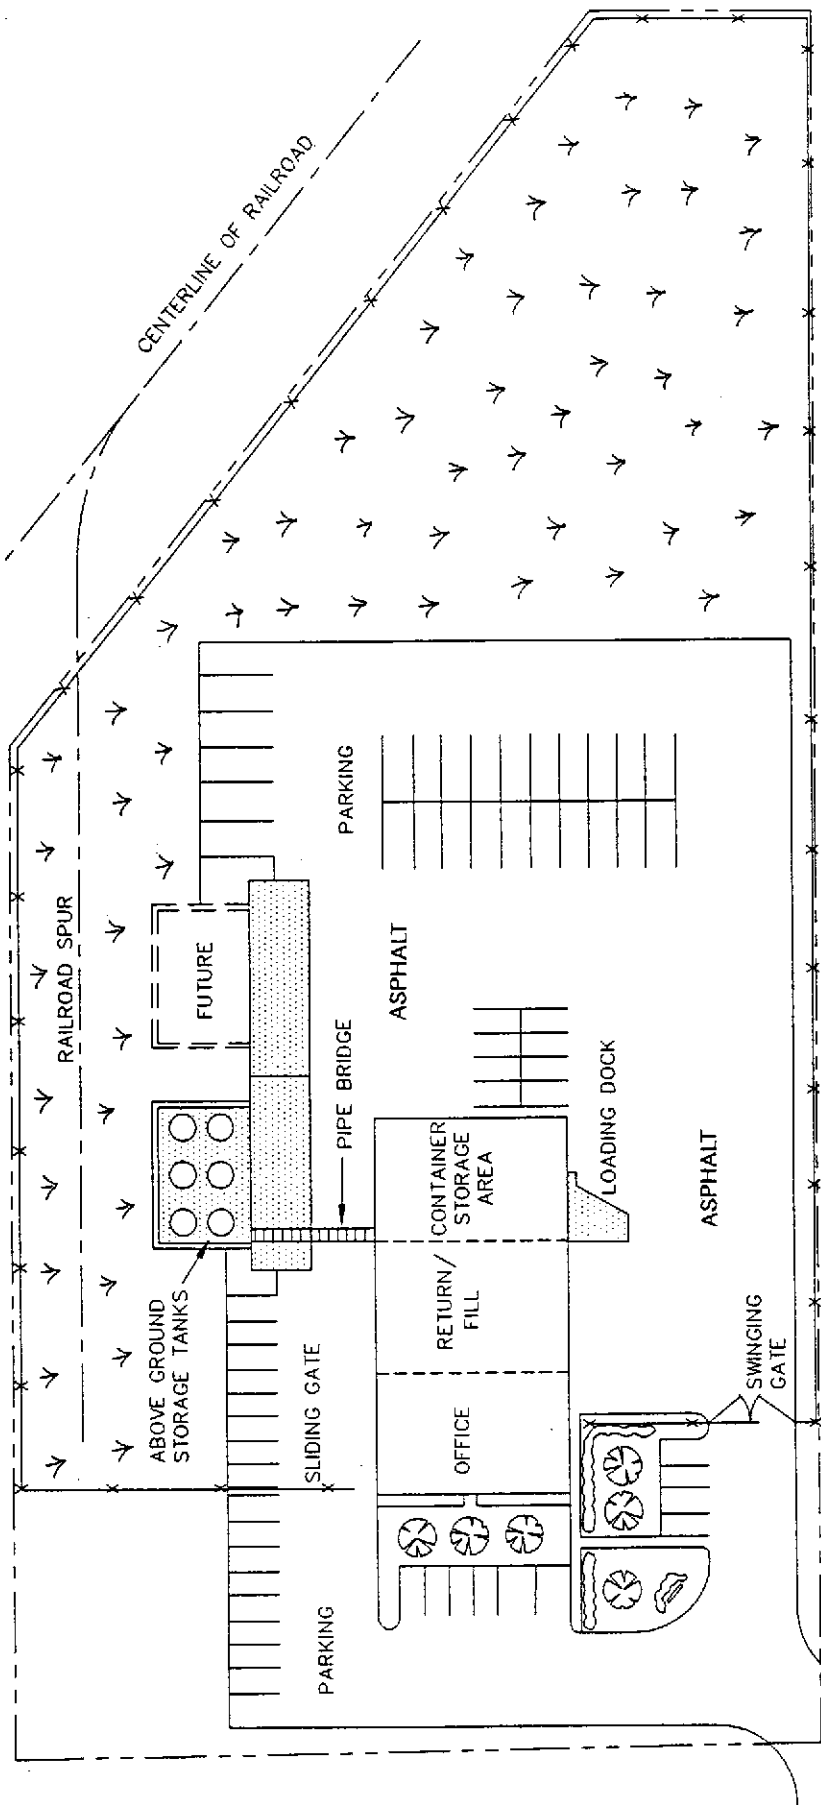 CENTERLINE OF RAILROAD
RAILROAD SPUR
FUTURE
PARKING
ASPHALT
PIPE BRIDGE
ABOVE GROUND
STORAGE TANKS
SLIDING GATE
PARKING
OFFICE
RETURN/
FILL
CONTAINER
STORAGE
AREA
LOADING DOCK
ASPHALT
SWINGING
GATE